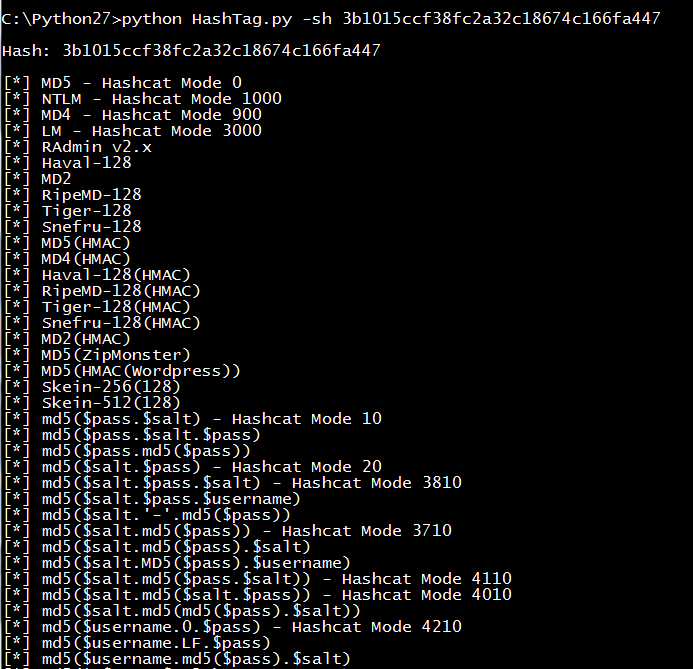 C:\Python27>python HashTag.py -sh 3b1015ccf38fc2a32c18674c166fa447
Hash: 3b1015ccf38fc2a32c18674c166fa447
[*] MD5 - Hashcat Mode 0
[*] NTLM - Hashcat Mode 1000
[*] MD4 - Hashcat Mode 900
[*] LM - Hashcat Mode 3000
[*] RAdmin v2.x
[*] Haval-128
[*] MD2
[*] RipeMD-128
[*] Tiger-128
[*] Snefru-128
[*] MD5(HMAC)
[*] MD4(HMAC)
[*] Haval-128(HMAC)
[*] RipeMD-128(HMAC)
[*] Tiger-128(HMAC)
[*] Snefru-128(HMAC)
[*] MD2(HMAC)
[*] MD5(ZipMonster)
[*] MD5(HMAC(Wordpress))
[*] Skein-256(128)
[*] Skein-512(128)
[*] md5($pass.$salt) - Hashcat Mode 10
[*] md5($pass.$salt.$pass)
[*] md5($pass.md5($pass))
[*] md5($salt.$pass) - Hashcat Mode 20
[*] md5($salt.$pass.$salt) - Hashcat Mode 3810
[*] md5($salt.$pass.$username)
[*] md5($salt.'-'.md5($pass))
[*] md5($salt.md5($pass)) - Hashcat Mode 3710
[*] md5($salt.md5($pass).$salt)
[*] md5($salt.MD5($pass).$username)
[*] md5($salt.md5($pass.$salt)) - Hashcat Mode 4110
[*] md5($salt.md5($salt.$pass)) - Hashcat Mode 4010
[*] md5($salt.md5(md5($pass).$salt))
[*] md5($username.0.$pass) - Hashcat Mode 4210
[*] md5($username.LF.$pass)
[*] md5($username.md5($pass).$salt)